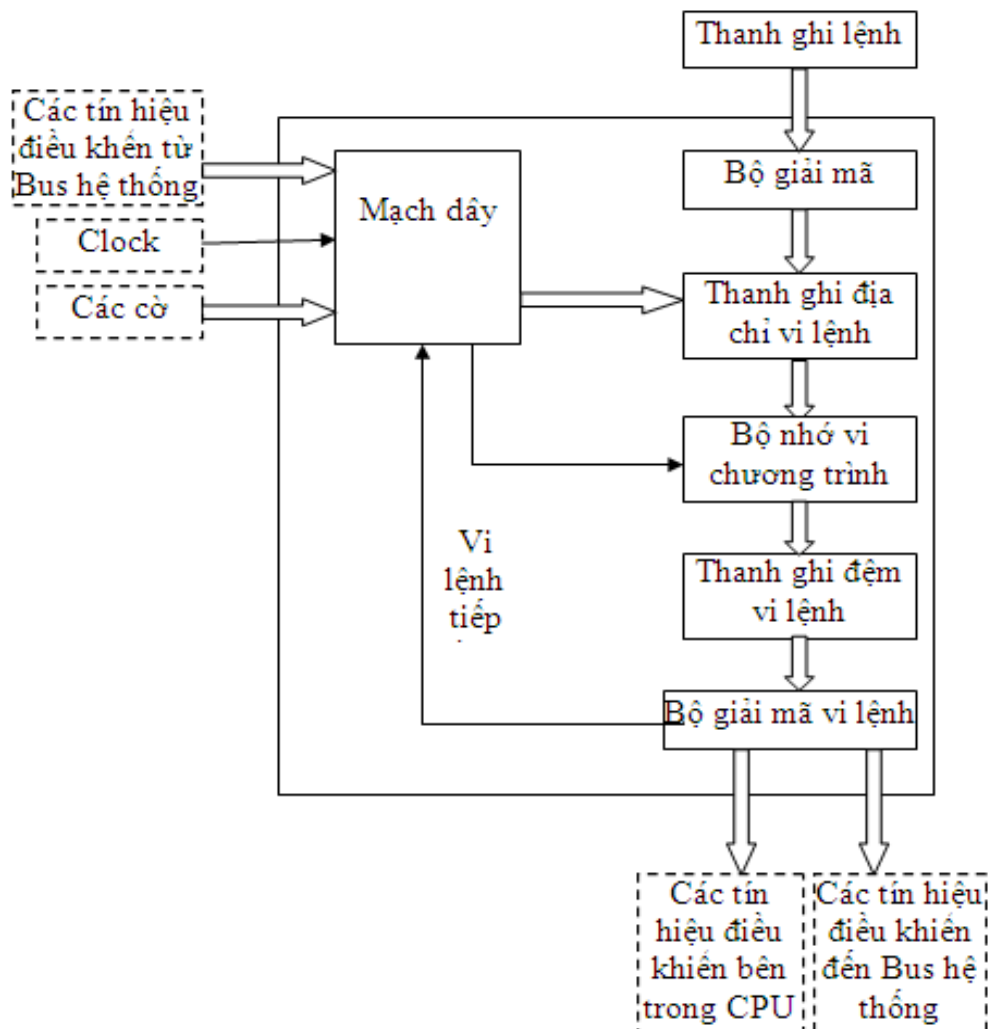 Thanh ghi lệnh
Các tín hiệu
điều khển từ
Bus hệ thống
Clock
Các cờ
Mạch dây
Bộ giải mã
Thanh ghi địa
chỉ vi lệnh
Bộ nhớ vi
chương trình
Vi
lệnh
tiếp
Thanh ghi đệm
vi lệnh
Bộ giải mã vi lệnh
Các tín
hiệu điều
khiển bên
trong CPU
Các tín hiệu
điều khiển
đến Bus hệ
thống